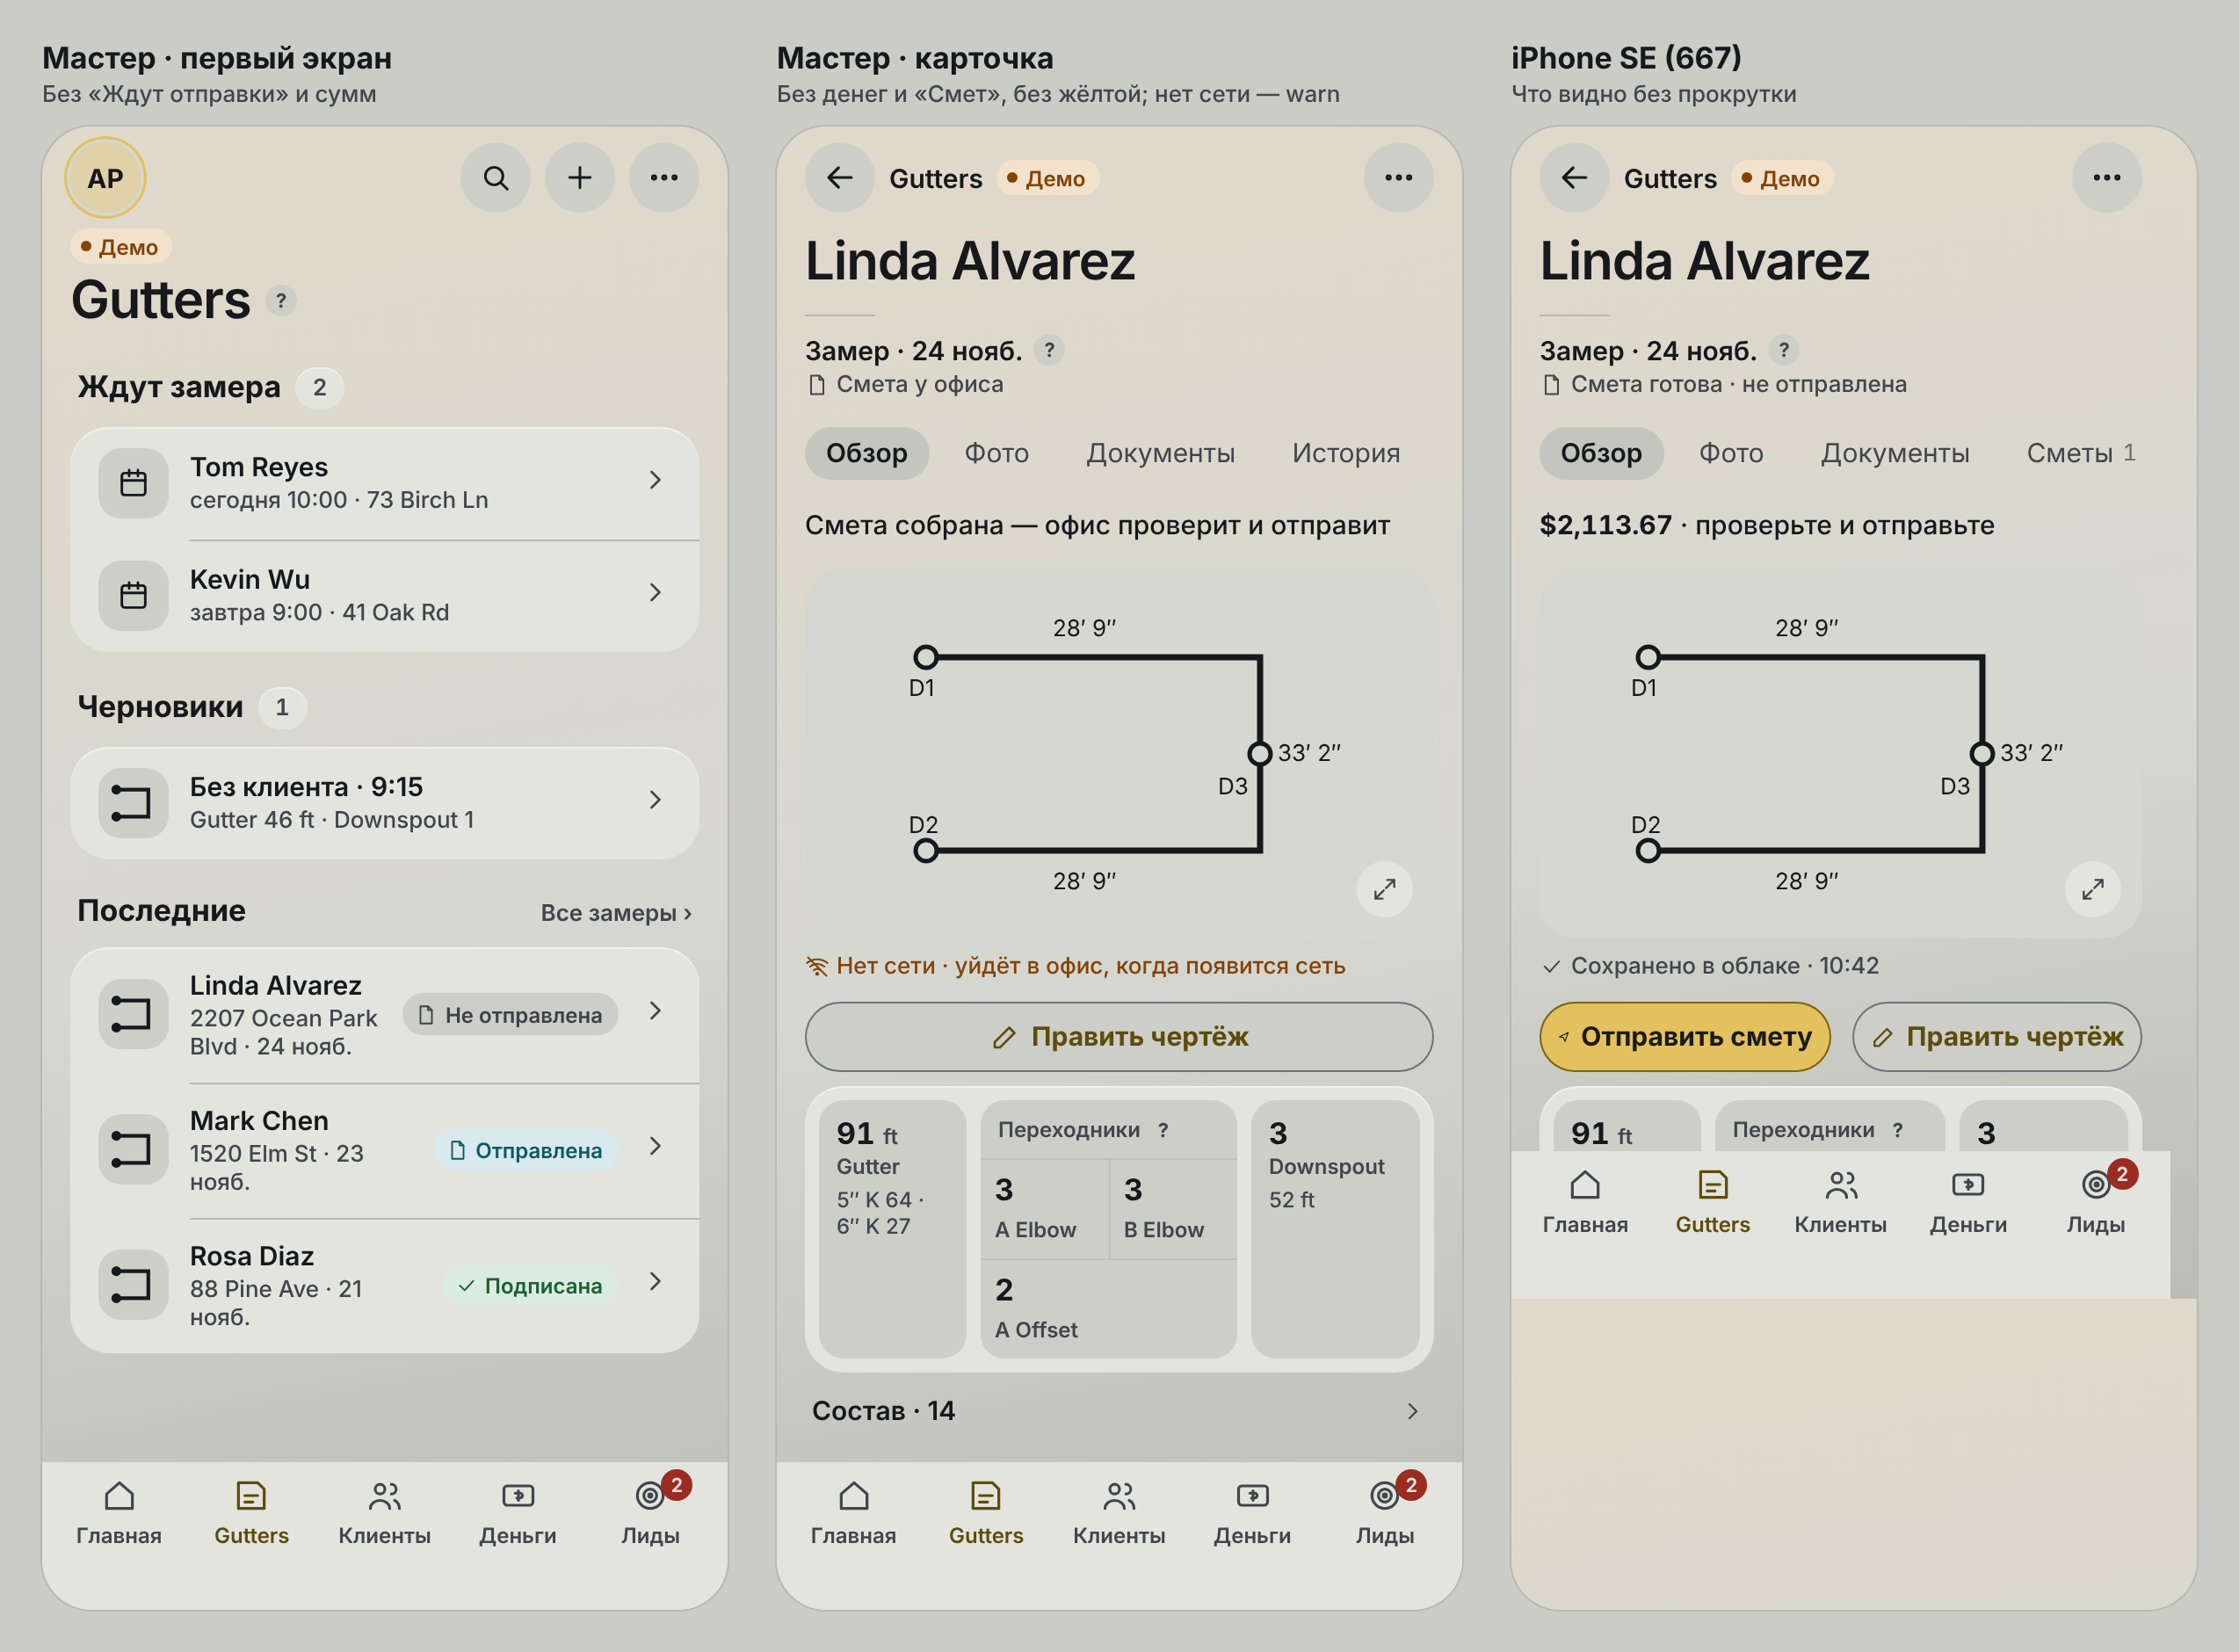 Мастер · первый экран
Без «Ждут отправки» и сумм
AP
Демо
Gutters ?
Ждут замера 2
Tom Reyes
сегодня 10:00 · 73 Birch Ln
Kevin Wu
завтра 9:00 · 41 Oak Rd
Черновики 1
Без клиента · 9:15
Gutter 46 ft · Downspout 1
Последние Все замеры ›
Linda Alvarez
2207 Ocean Park
Blvd · 24 нояб.
Не отправлена
Mark Chen
1520 Elm St · 23
нояб.
Отправлена
Rosa Diaz
88 Pine Ave · 21
нояб.
Подписана
Главная Gutters Клиенты Деньги Лиды 2
Мастер · карточка
Без денег и «Смет», без жёлтой; нет сети — warn
Gutters Демо
Linda Alvarez
Замер · 24 нояб. ?
Смета у офиса
Обзор Фото Документы История
Смета собрана — офис проверит и отправит
28′ 9″
D1
33′ 2″
D3
D2
28′ 9″
Нет сети · уйдёт в офис, когда появится сеть
Править чертёж
91 ft
Gutter
5″ K 64 ·
6″ K 27
Переходники ?
3
A Elbow
3
B Elbow
2
A Offset
3
Downspout
52 ft
Состав · 14
Главная Gutters Клиенты Деньги Лиды 2
iPhone SE (667)
Что видно без прокрутки
Gutters Демо
Linda Alvarez
Замер · 24 нояб. ?
Смета готова · не отправлена
Обзор Фото Документы Сметы 1
$2,113.67 · проверьте и отправьте
28′ 9″
D1
33′ 2″
D3
D2
28′ 9″
Сохранено в облаке · 10:42
Отправить смету Править чертёж
91 ft Переходники ? 3
Главная Gutters Клиенты Деньги Лиды 2